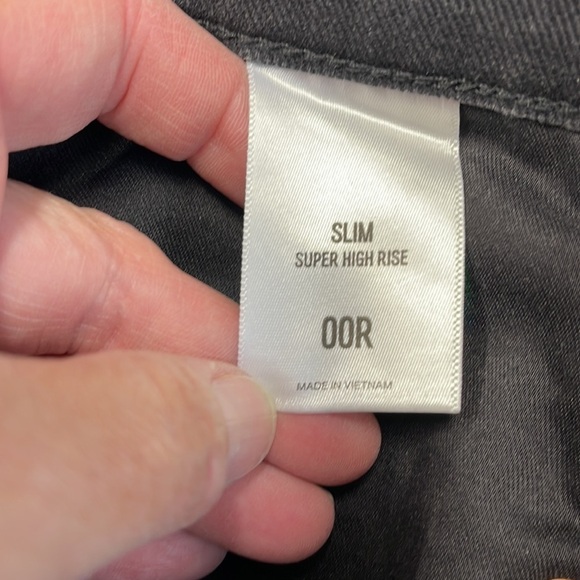 SLIM
SUPER HIGH RISE
00R
MADE IN VIETNAM